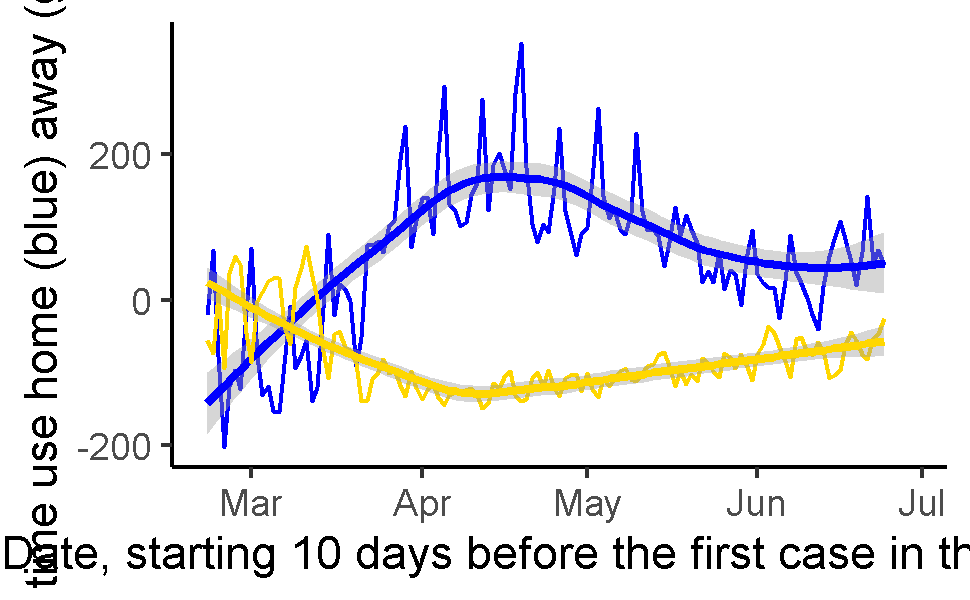 time use home (blue) away (
200
0
-200
Mar Apr May Jun Jul
Date, starting 10 days before the first case in th